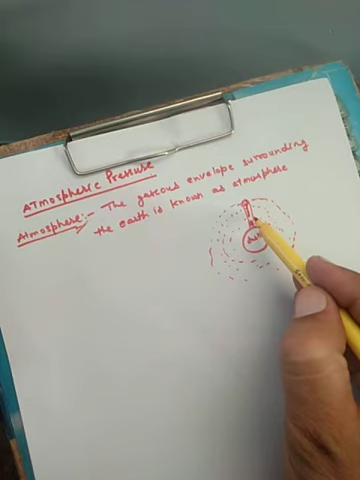 Atmospheric Pressure
Atmosphere:- The gaseous envelope surrounding
the earth is known as atmosphere